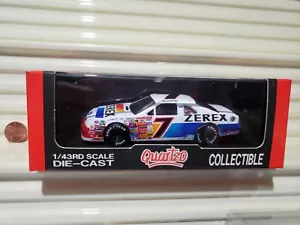 ZEREX
7
1/43RD SCALE
DIE-CAST
Quartzo
COLLECTIBLE